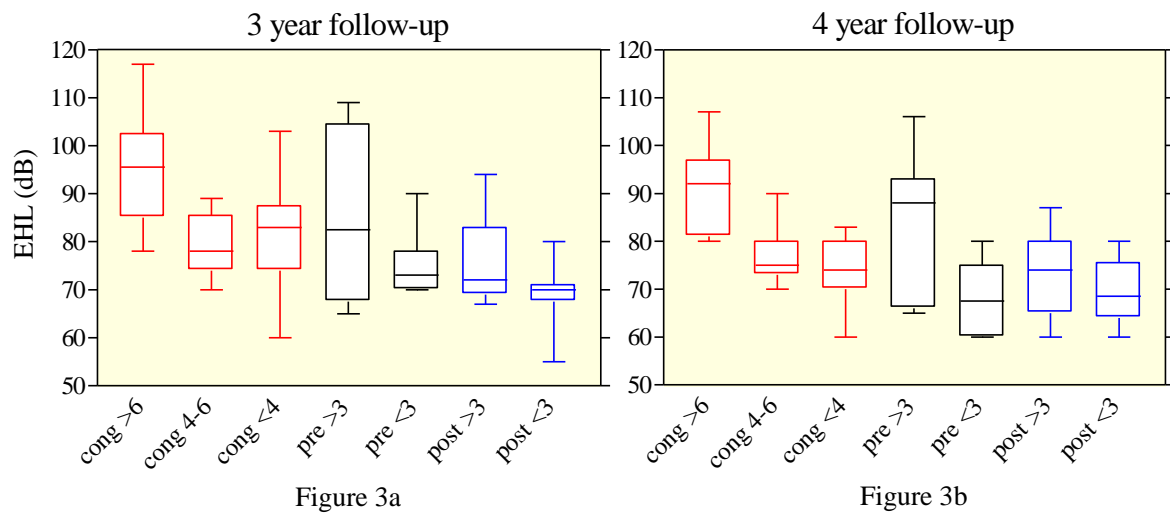 3 year follow-up
120
110
100
90
80
70
60
50
EHL (dB)
cong >6
cong 4-6
cong <4
pre >3
pre <3
post >3
post <3
Figure 3a
4 year follow-up
120
110
100
90
80
70
60
50
cong >6
cong 4-6
cong <4
pre >3
pre <3
post >3
post <3
Figure 3b